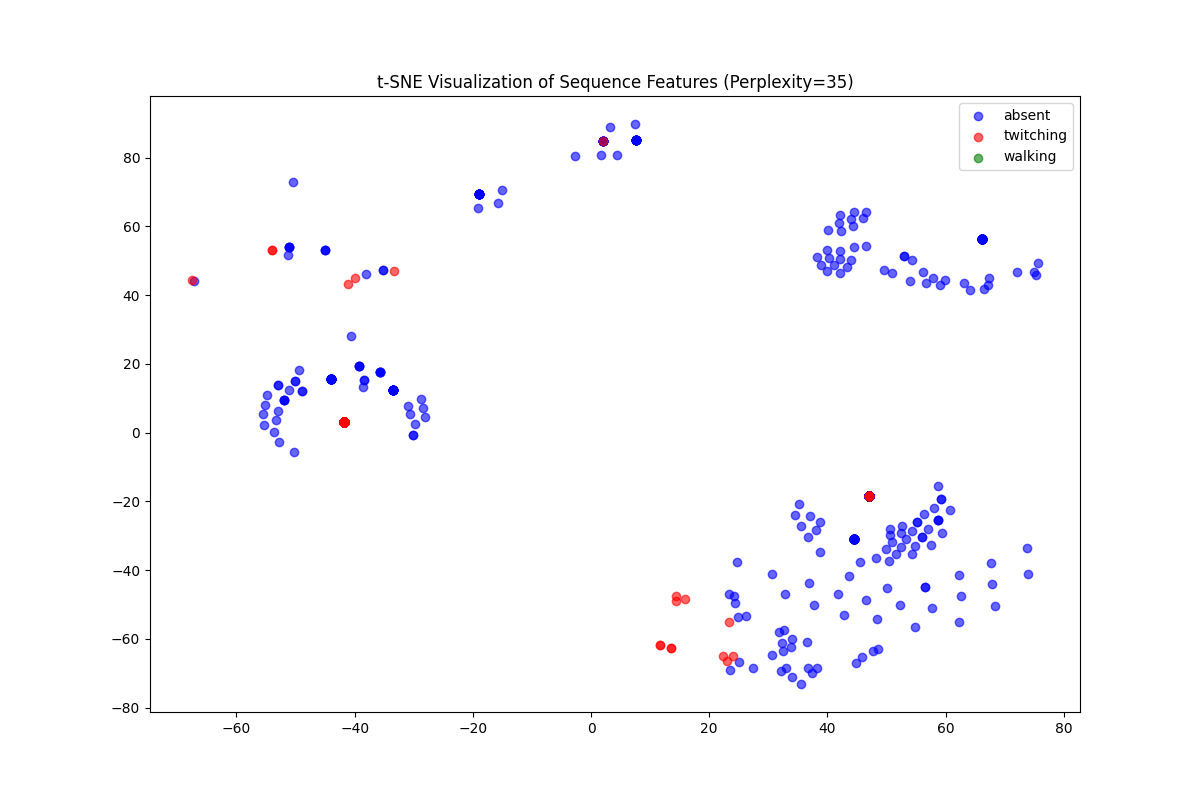 t-SNE Visualization of Sequence Features (Perplexity=35)
absent
twitching
walking
80
60
40
20
0
−20
−40
−60
−80
−60 −40 −20 0 20 40 60 80